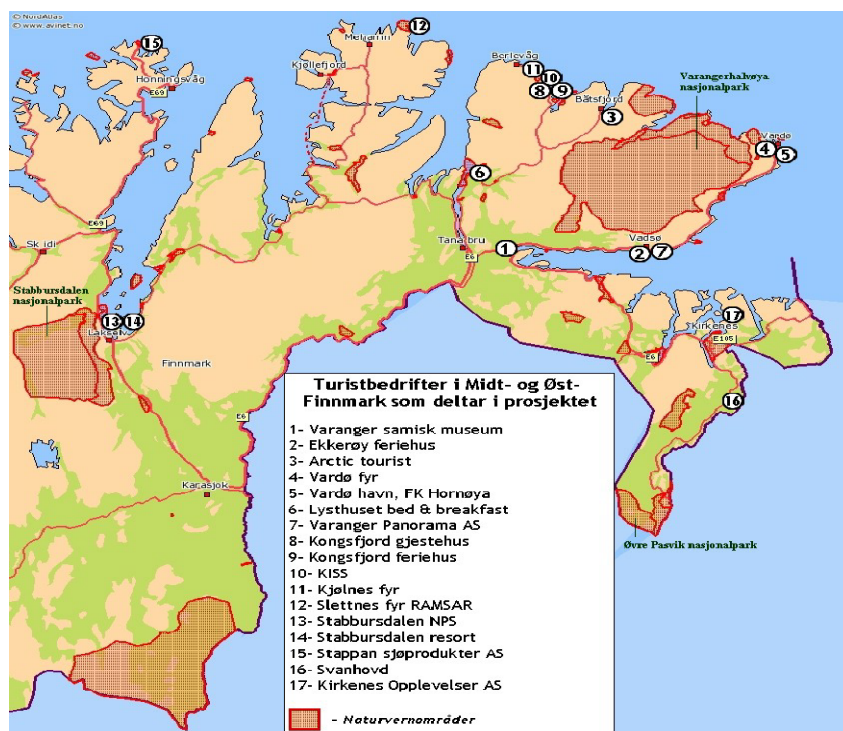 © NordAtlas
© www.avinet.no
15
Honningsvåg
E69
12
Mehamn
Kjøllefjord
Berlevåg
11
10
8
9
Båtsfjord
3
Varangerhalvøya
nasjonalpark
Vardø
4
5
6
E69
Skaidi
Tana bru
1
E6
Vadsø
2
7
Stabbursdalen
nasjonalpark
13
14
Lakselv
Finnmark
17
Kirkenes
E105
E6
16
E6
Karasjok
Øvre Pasvik nasjonalpark
Turistbedrifter i Midt- og Øst-
Finnmark som deltar i prosjektet
1- Varanger samisk museum
2- Ekkerøy feriehus
3- Arctic tourist
4- Vardø fyr
5- Vardø havn, FK Hornøya
6- Lysthuset bed & breakfast
7- Varanger Panorama AS
8- Kongsfjord gjestehus
9- Kongsfjord feriehus
10- KISS
11- Kjølnes fyr
12- Slettnes fyr RAMSAR
13- Stabbursdalen NPS
14- Stabbursdalen resort
15- Stappan sjøprodukter AS
16- Svanhovd
17- Kirkenes Opplevelser AS
- Naturvernområder